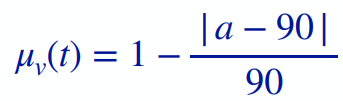 μ_v(t) = 1 − |a − 90| / 90